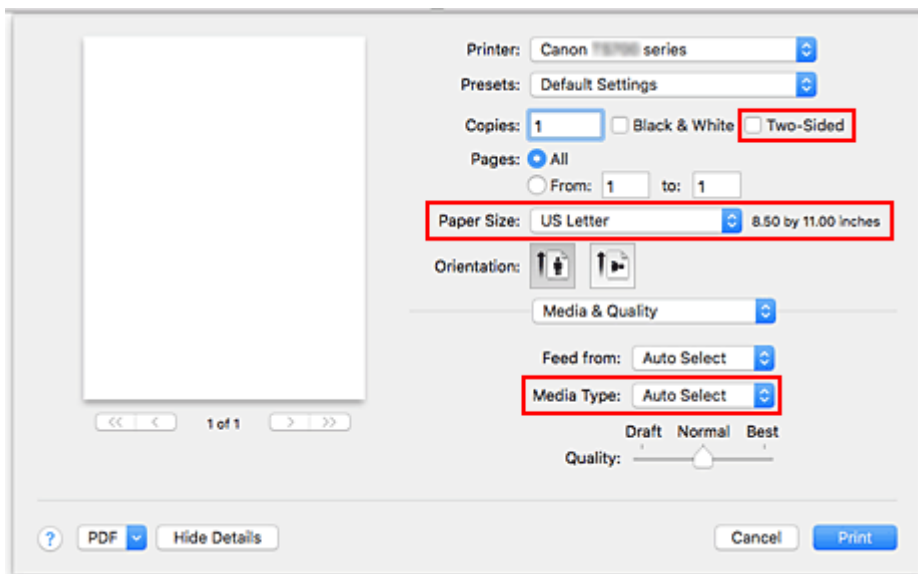 Printer: Canon series
Presets: Default Settings
Copies: 1 Black & White Two-Sided
Pages: All
From: 1 to: 1
Paper Size: US Letter 8.50 by 11.00 inches
Orientation:
Media & Quality
Feed from: Auto Select
Media Type: Auto Select
<< < 1 of 1 > >>
Draft Normal Best
Quality:
? PDF Hide Details Cancel Print